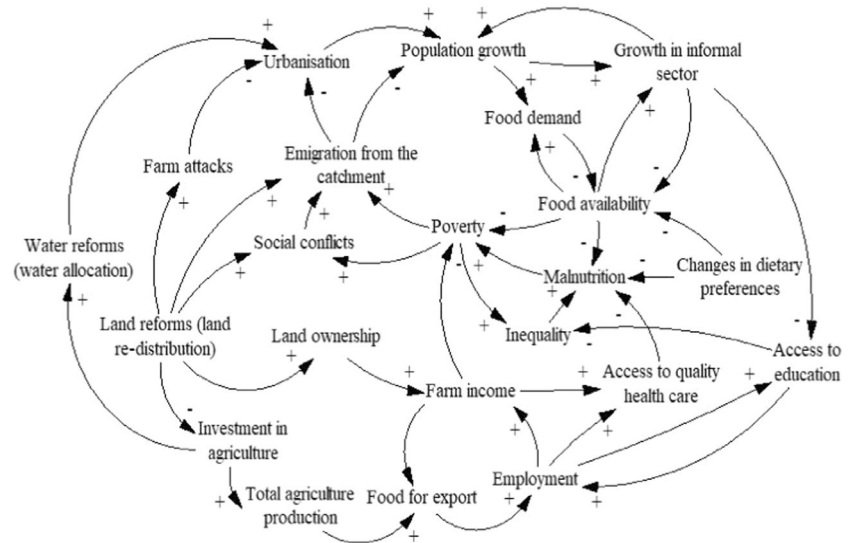 Urbanisation
Population growth
Growth in informal
sector
Food demand
Farm attacks
Emigration from the
catchment
Food availability
Poverty
Water reforms
(water allocation)
Social conflicts
Malnutrition
Changes in dietary
preferences
Land reforms (land
re-distribution)
Land ownership
Inequality
Access to
education
Farm income
Access to quality
health care
Investment in
agriculture
Employment
Total agriculture
production
Food for export